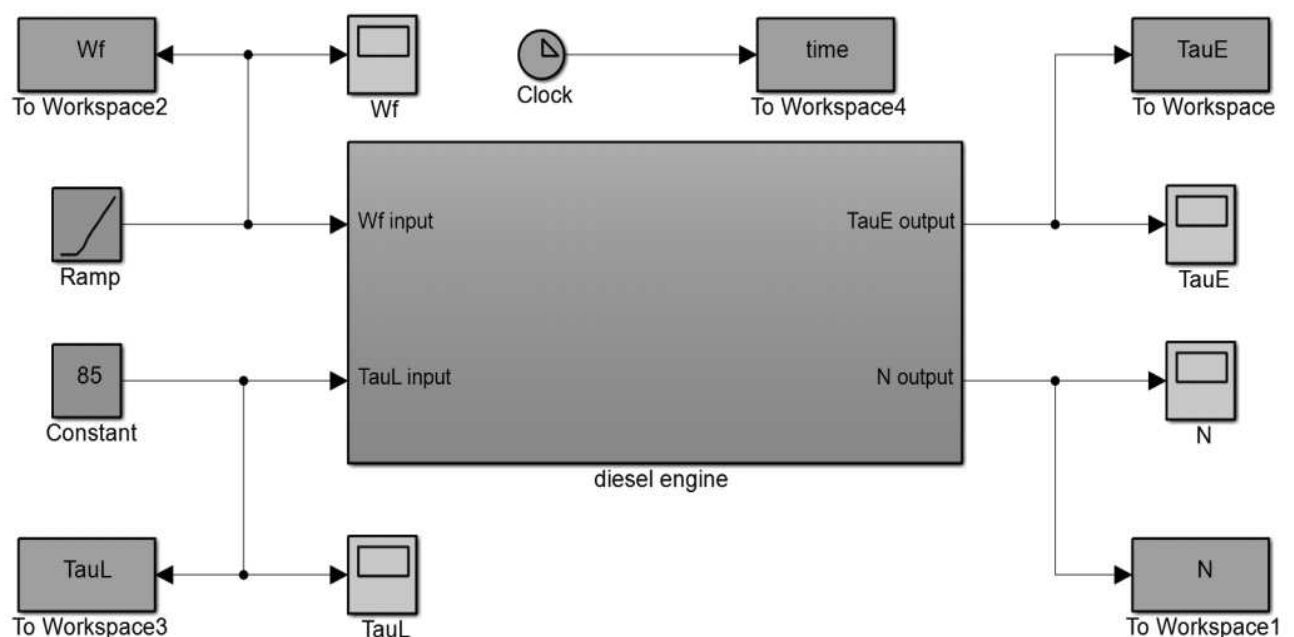 Wf
To Workspace2
Wf
Clock
time
To Workspace4
TauE
To Workspace
Ramp
Wf input
TauE output
TauE
85
Constant
TauL input
N output
N
diesel engine
TauL
To Workspace3
TauL
N
To Workspace1